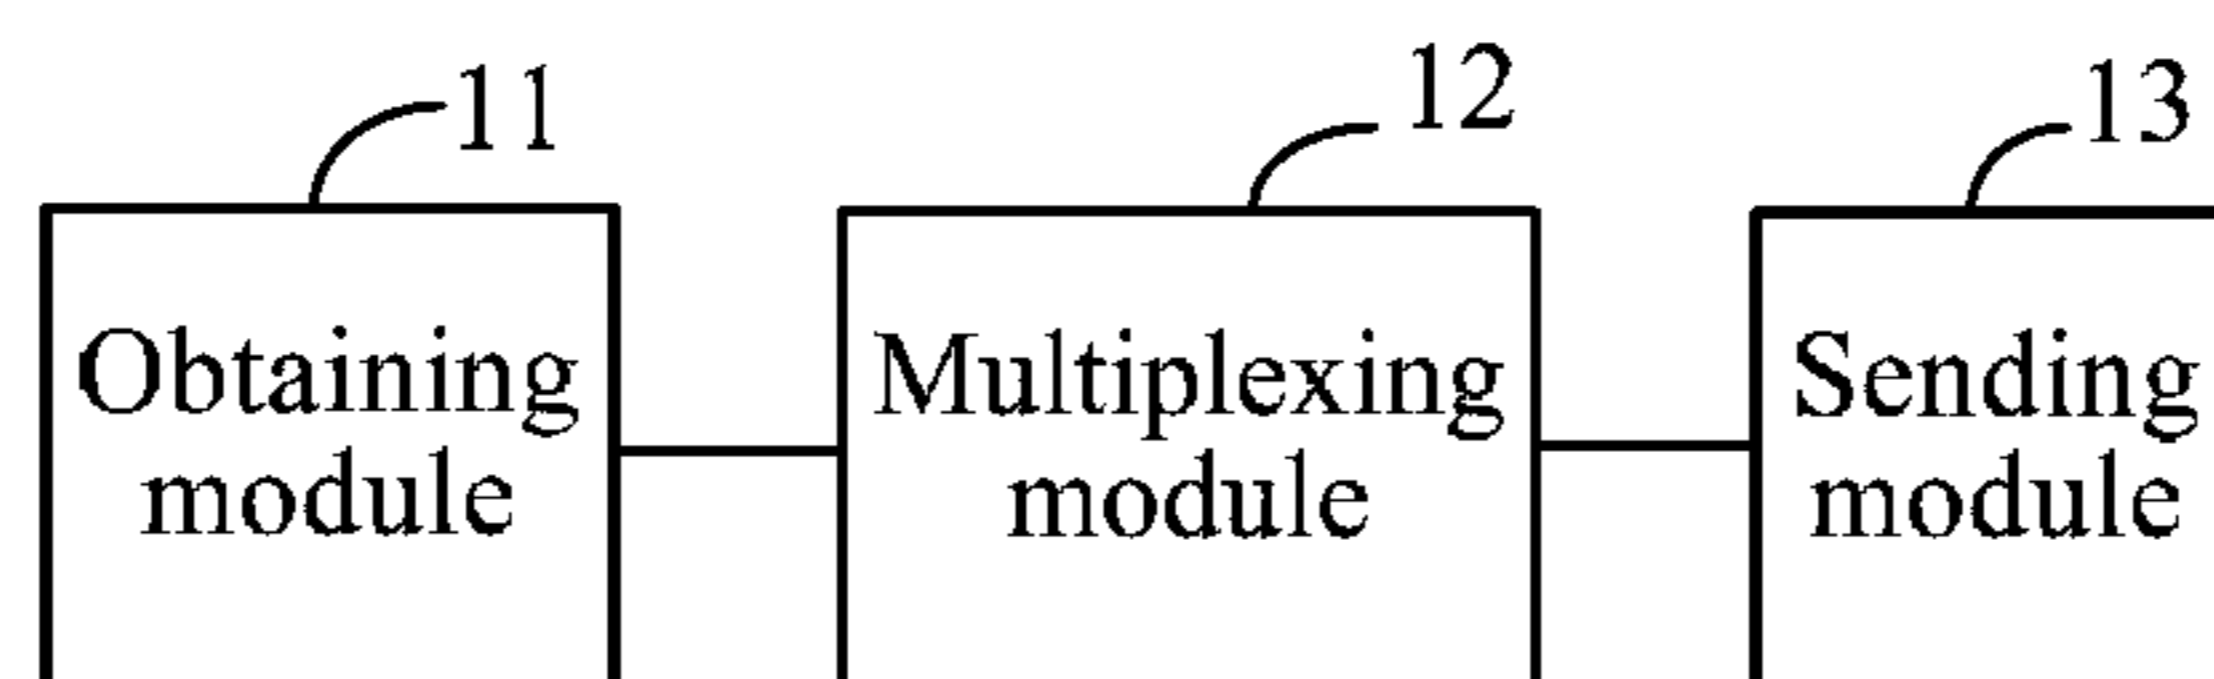 11
12
13
Obtaining
module
Multiplexing
module
Sending
module